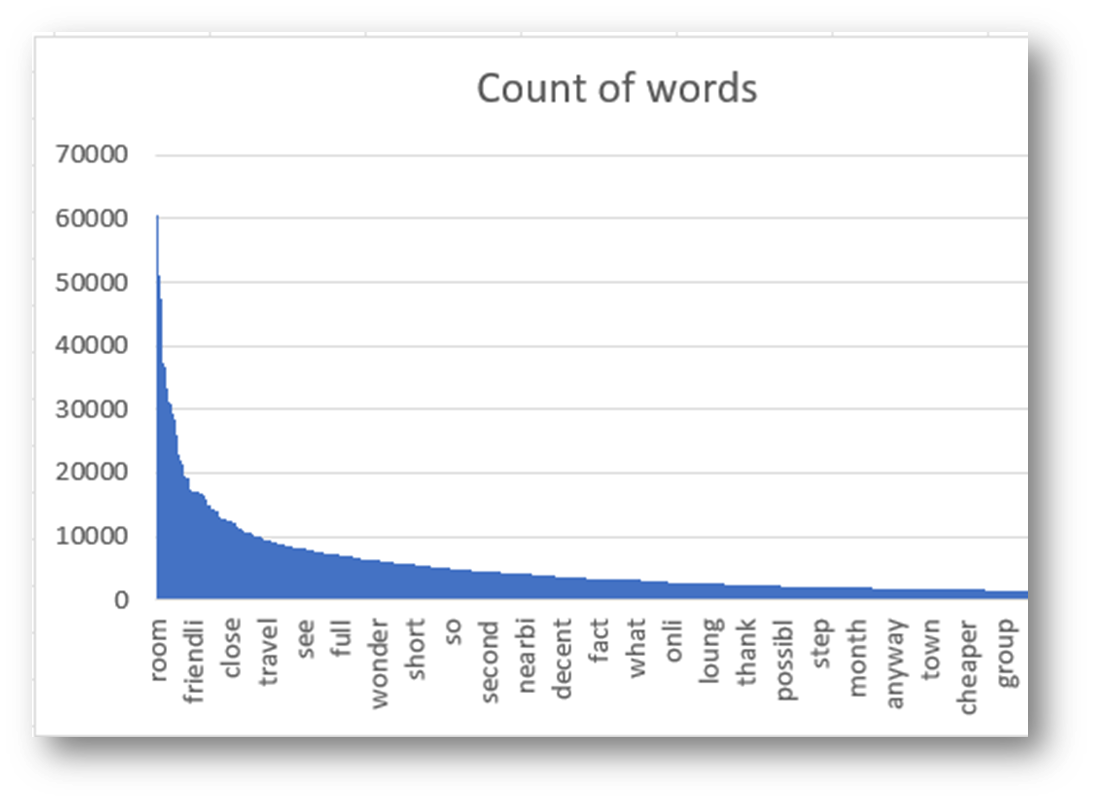 Count of words
70000
60000
50000
40000
30000
20000
10000
0
room
friendli
close
travel
see
full
wonder
short
so
second
nearbi
decent
fact
what
onli
loung
thank
possibl
step
month
anyway
town
cheaper
group